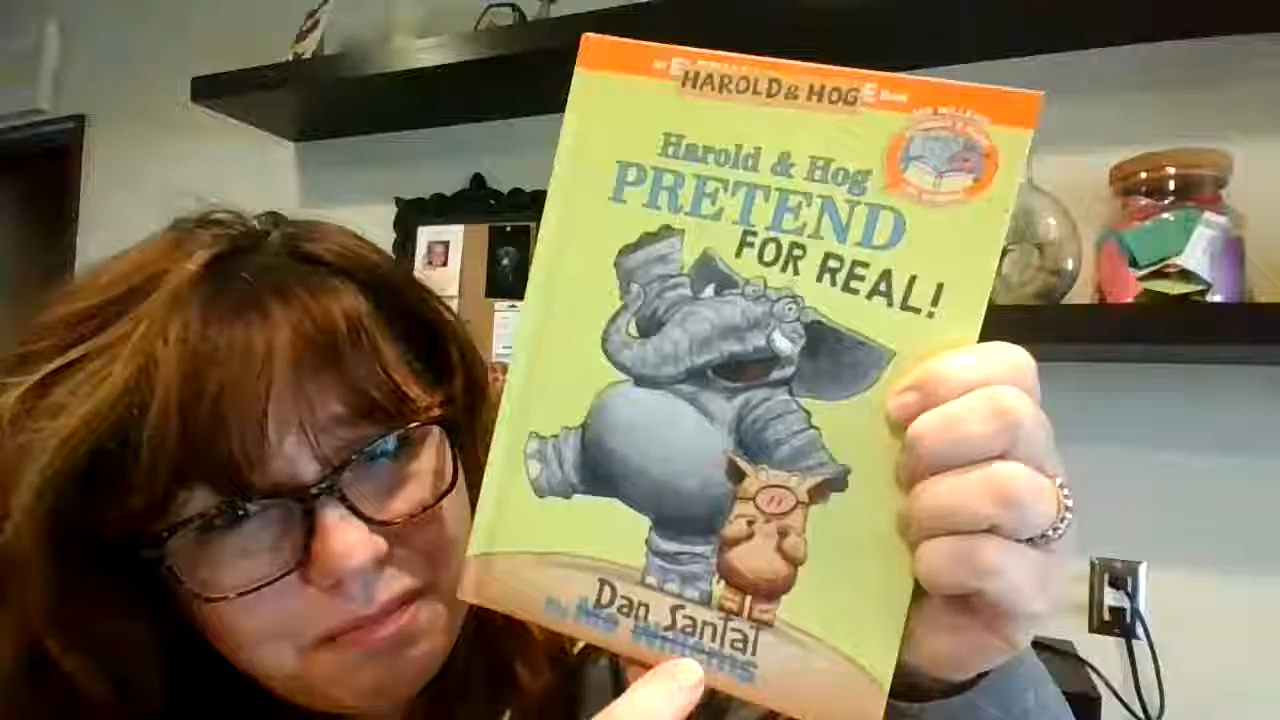 HAROLD & HOG
Harold & Hog
PRETEND
FOR REAL!
Dan Santat